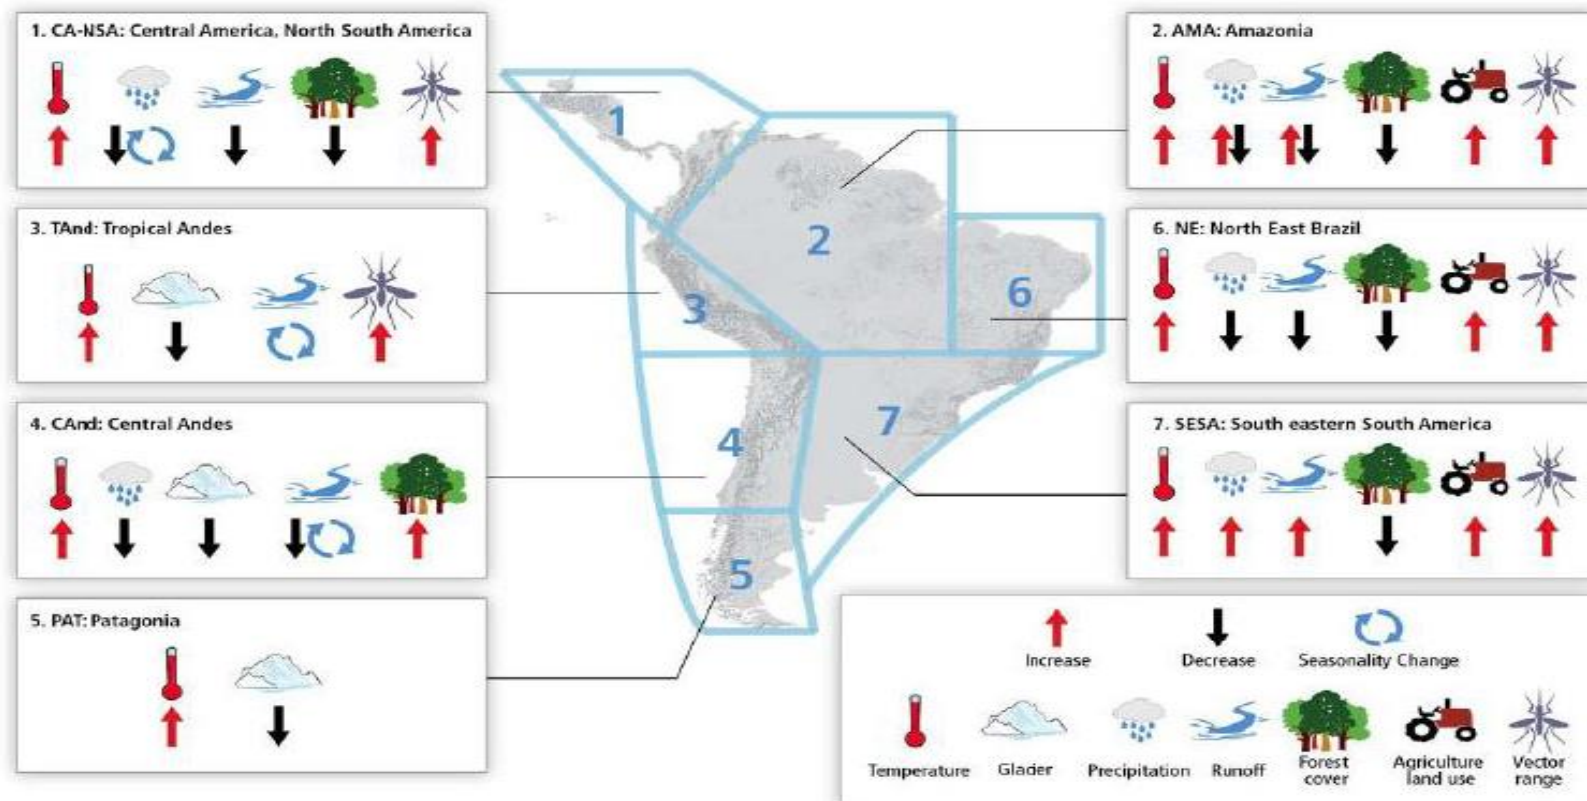 1. CA-NSA: Central America, North South America
2. AMA: Amazonia
3. TAnd: Tropical Andes
6. NE: North East Brazil
4. CAnd: Central Andes
7. SESA: South eastern South America
5. PAT: Patagonia
1
2
3
6
4
7
5
Increase
Decrease
Seasonality Change
Temperature
Glacier
Precipitation
Runoff
Forest
cover
Agriculture
land use
Vector
range